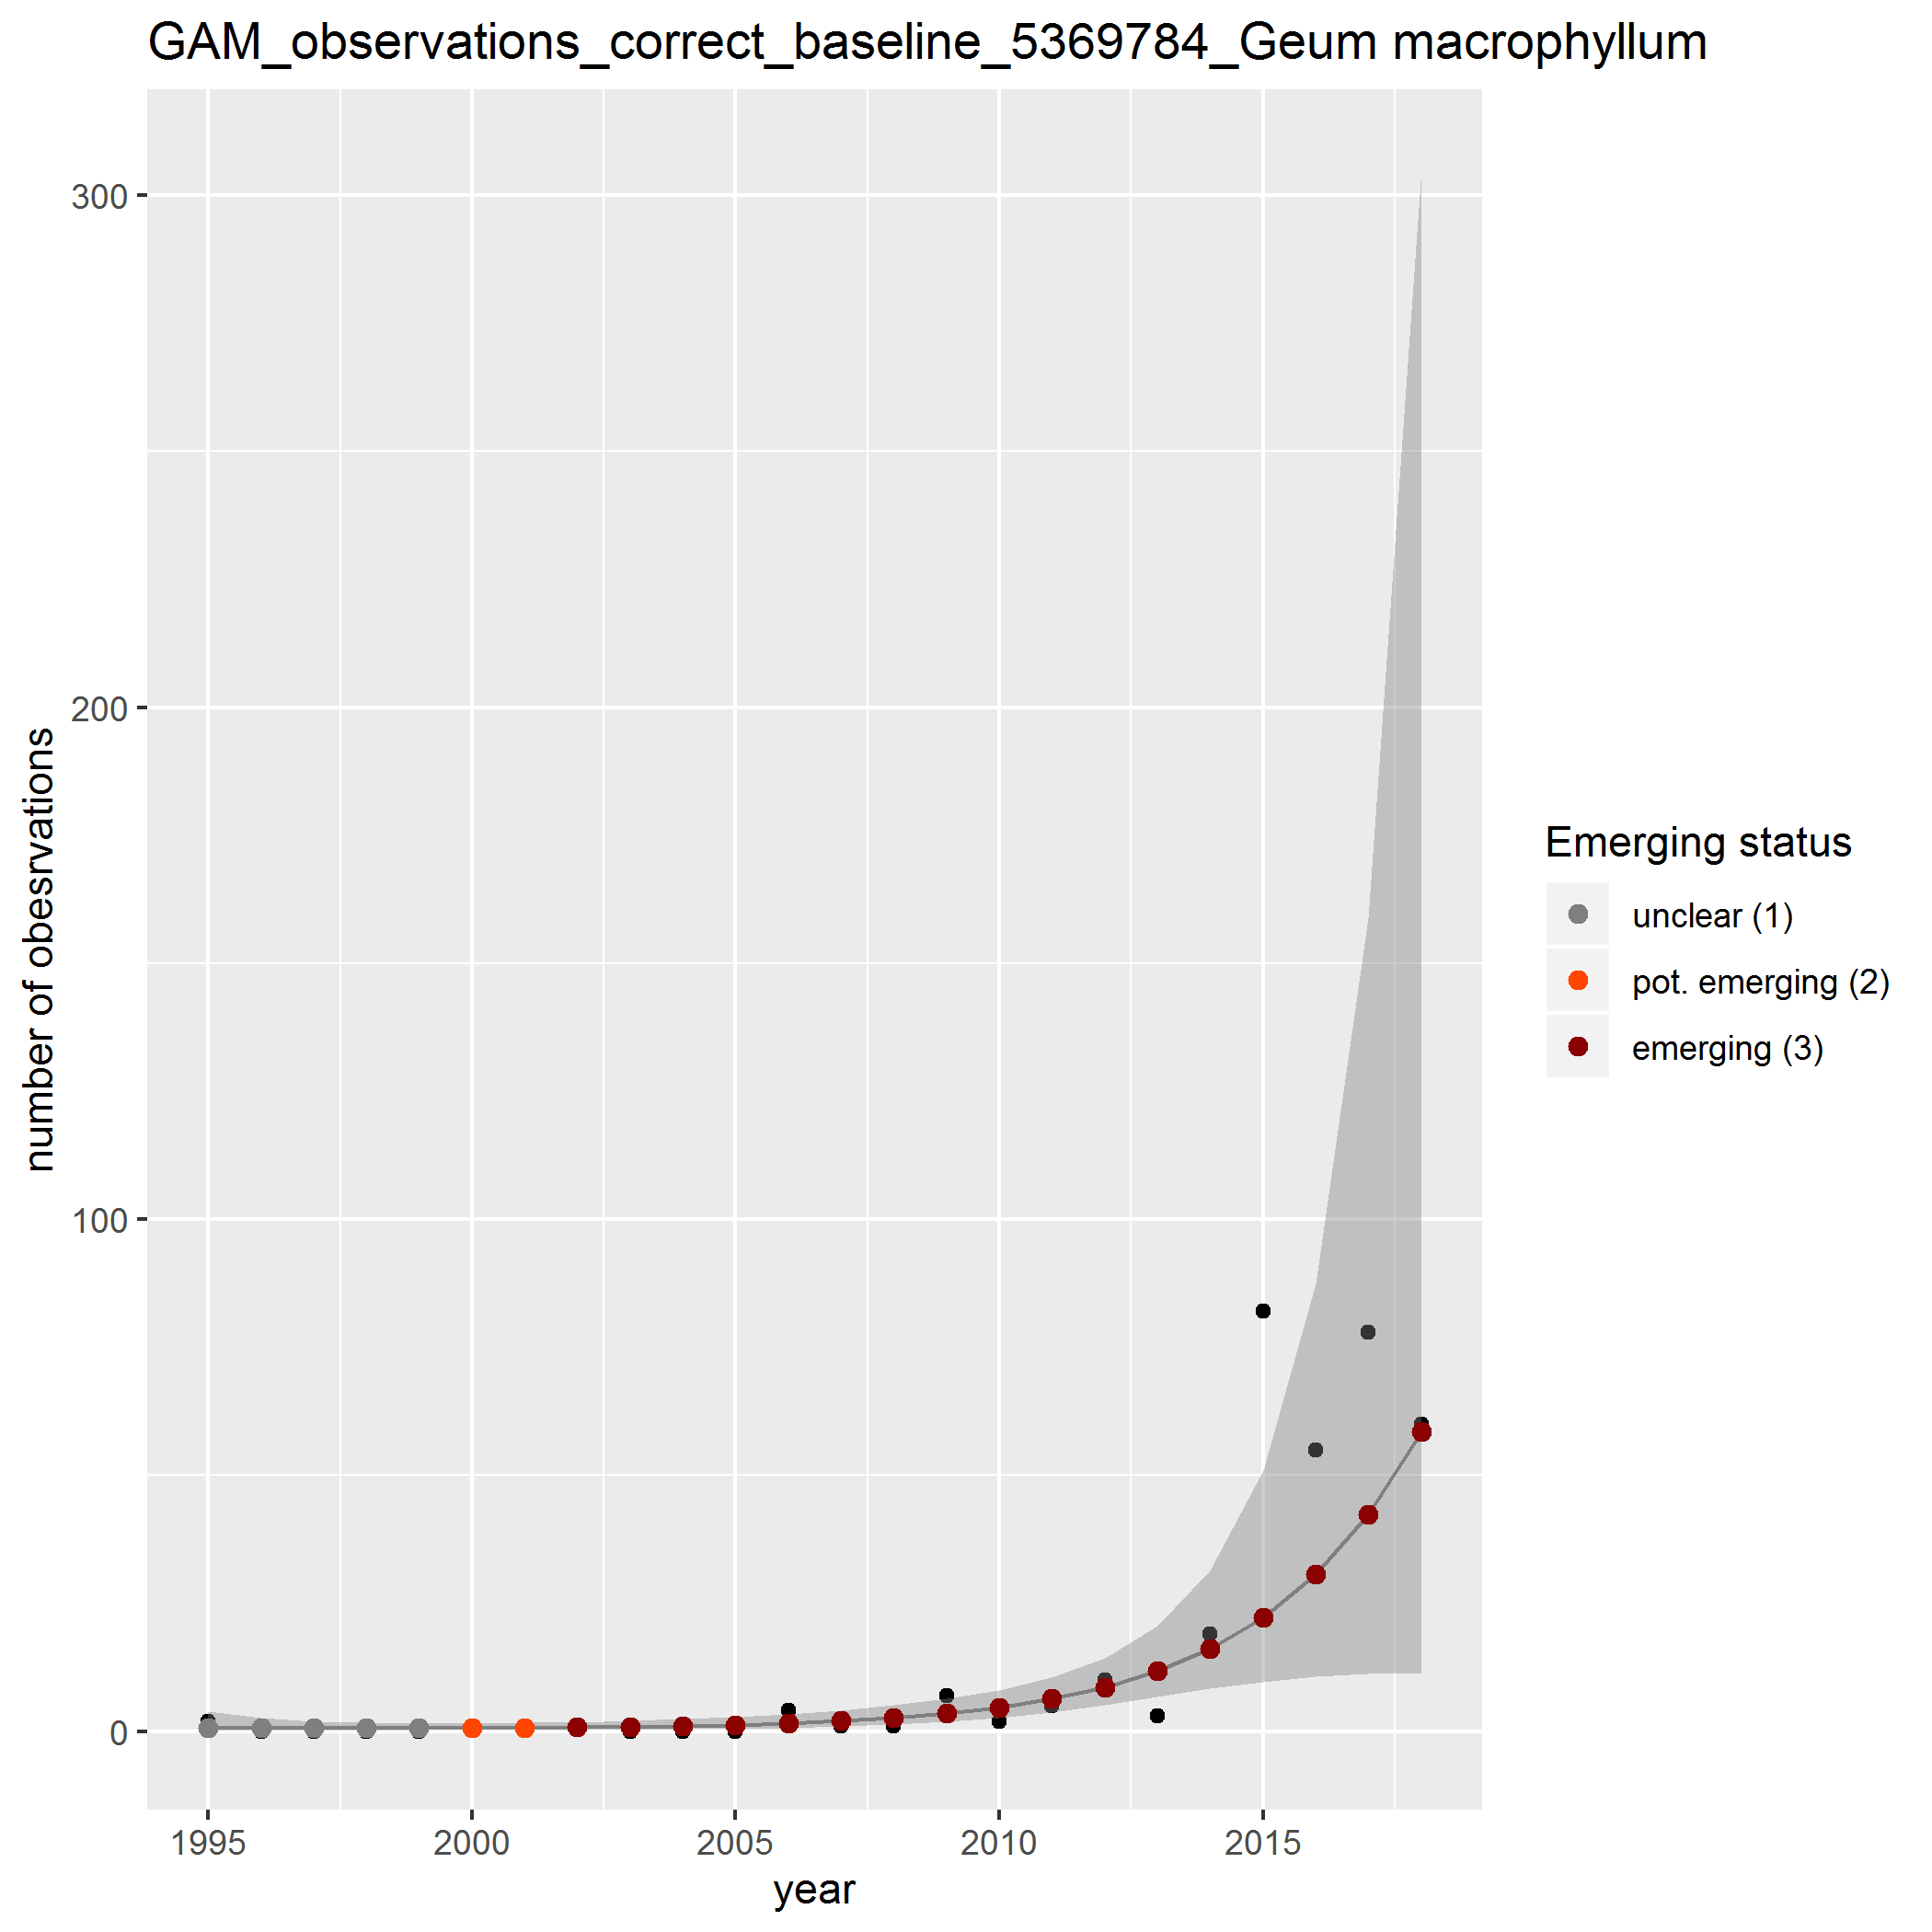 GAM_observations_correct_baseline_5369784_Geum macrophyllum
300
200
100
0
number of obesrvations
1995 2000 2005 2010 2015
year
Emerging status
unclear (1)
pot. emerging (2)
emerging (3)